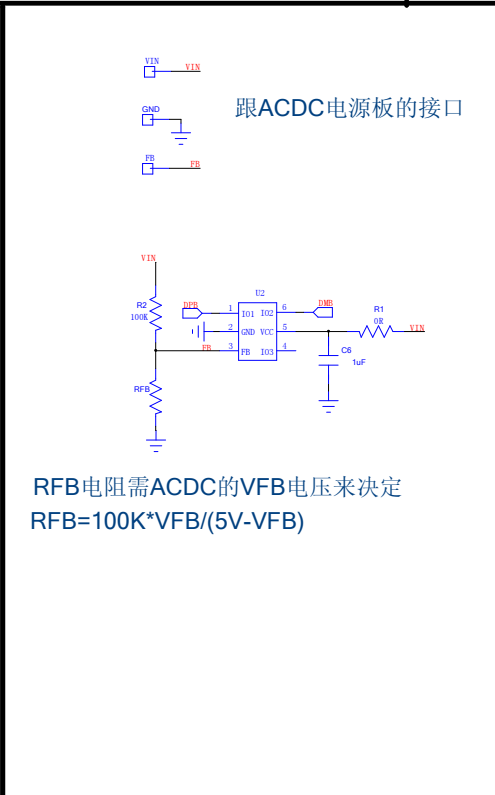 VIN
VIN
跟ACDC电源板的接口
GND
FB
FB
VIN
U2
R2
100K
DPB
1
IO1
IO2
6
DMB
R1
0R
2
GND
VCC
5
VIN
FB
3
FB
IO3
4
C6
1uF
RFB
RFB电阻需ACDC的VFB电压来决定
RFB=100K*VFB/(5V-VFB)